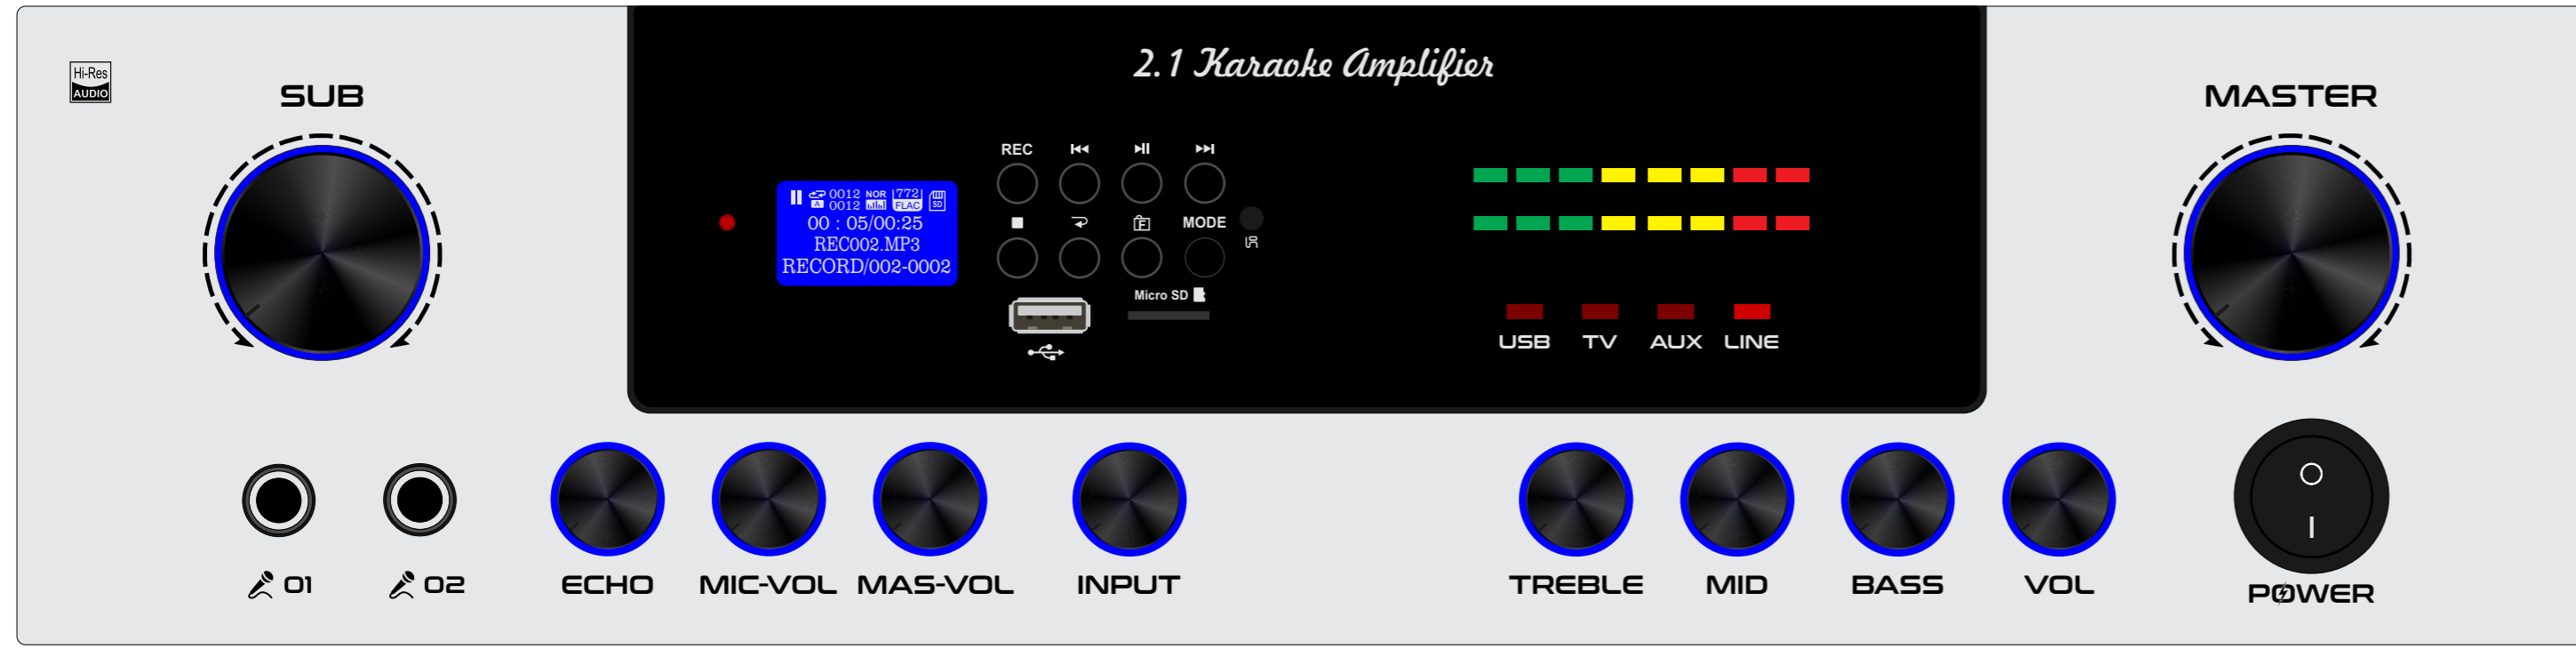 2.1 Karaoke Amplifier
Hi-Res
AUDIO
SUB
MASTER
REC
0012 NOR 772
A 0012 FLAC SD
00 : 05/00:25
REC002.MP3
RECORD/002-0002
F
MODE
IR
Micro SD
USB TV AUX LINE
01 02 ECHO MIC-VOL MAS-VOL INPUT TREBLE MID BASS VOL
POWER